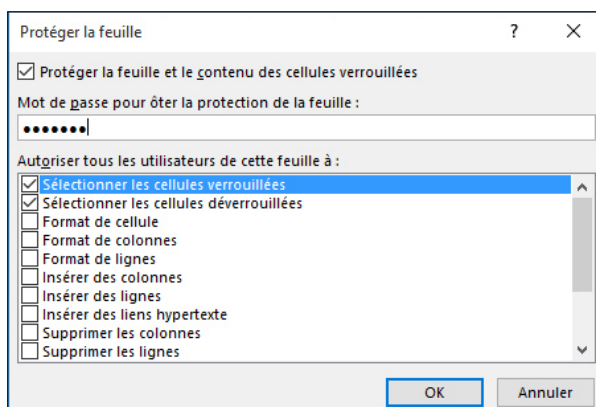 Protéger la feuille
Protéger la feuille et le contenu des cellules verrouillées
Mot de passe pour ôter la protection de la feuille :
•••••••
Autoriser tous les utilisateurs de cette feuille à :
Sélectionner les cellules verrouillées
Sélectionner les cellules déverrouillées
Format de cellule
Format de colonnes
Format de lignes
Insérer des colonnes
Insérer des lignes
Insérer des liens hypertexte
Supprimer les colonnes
Supprimer les lignes
OK Annuler